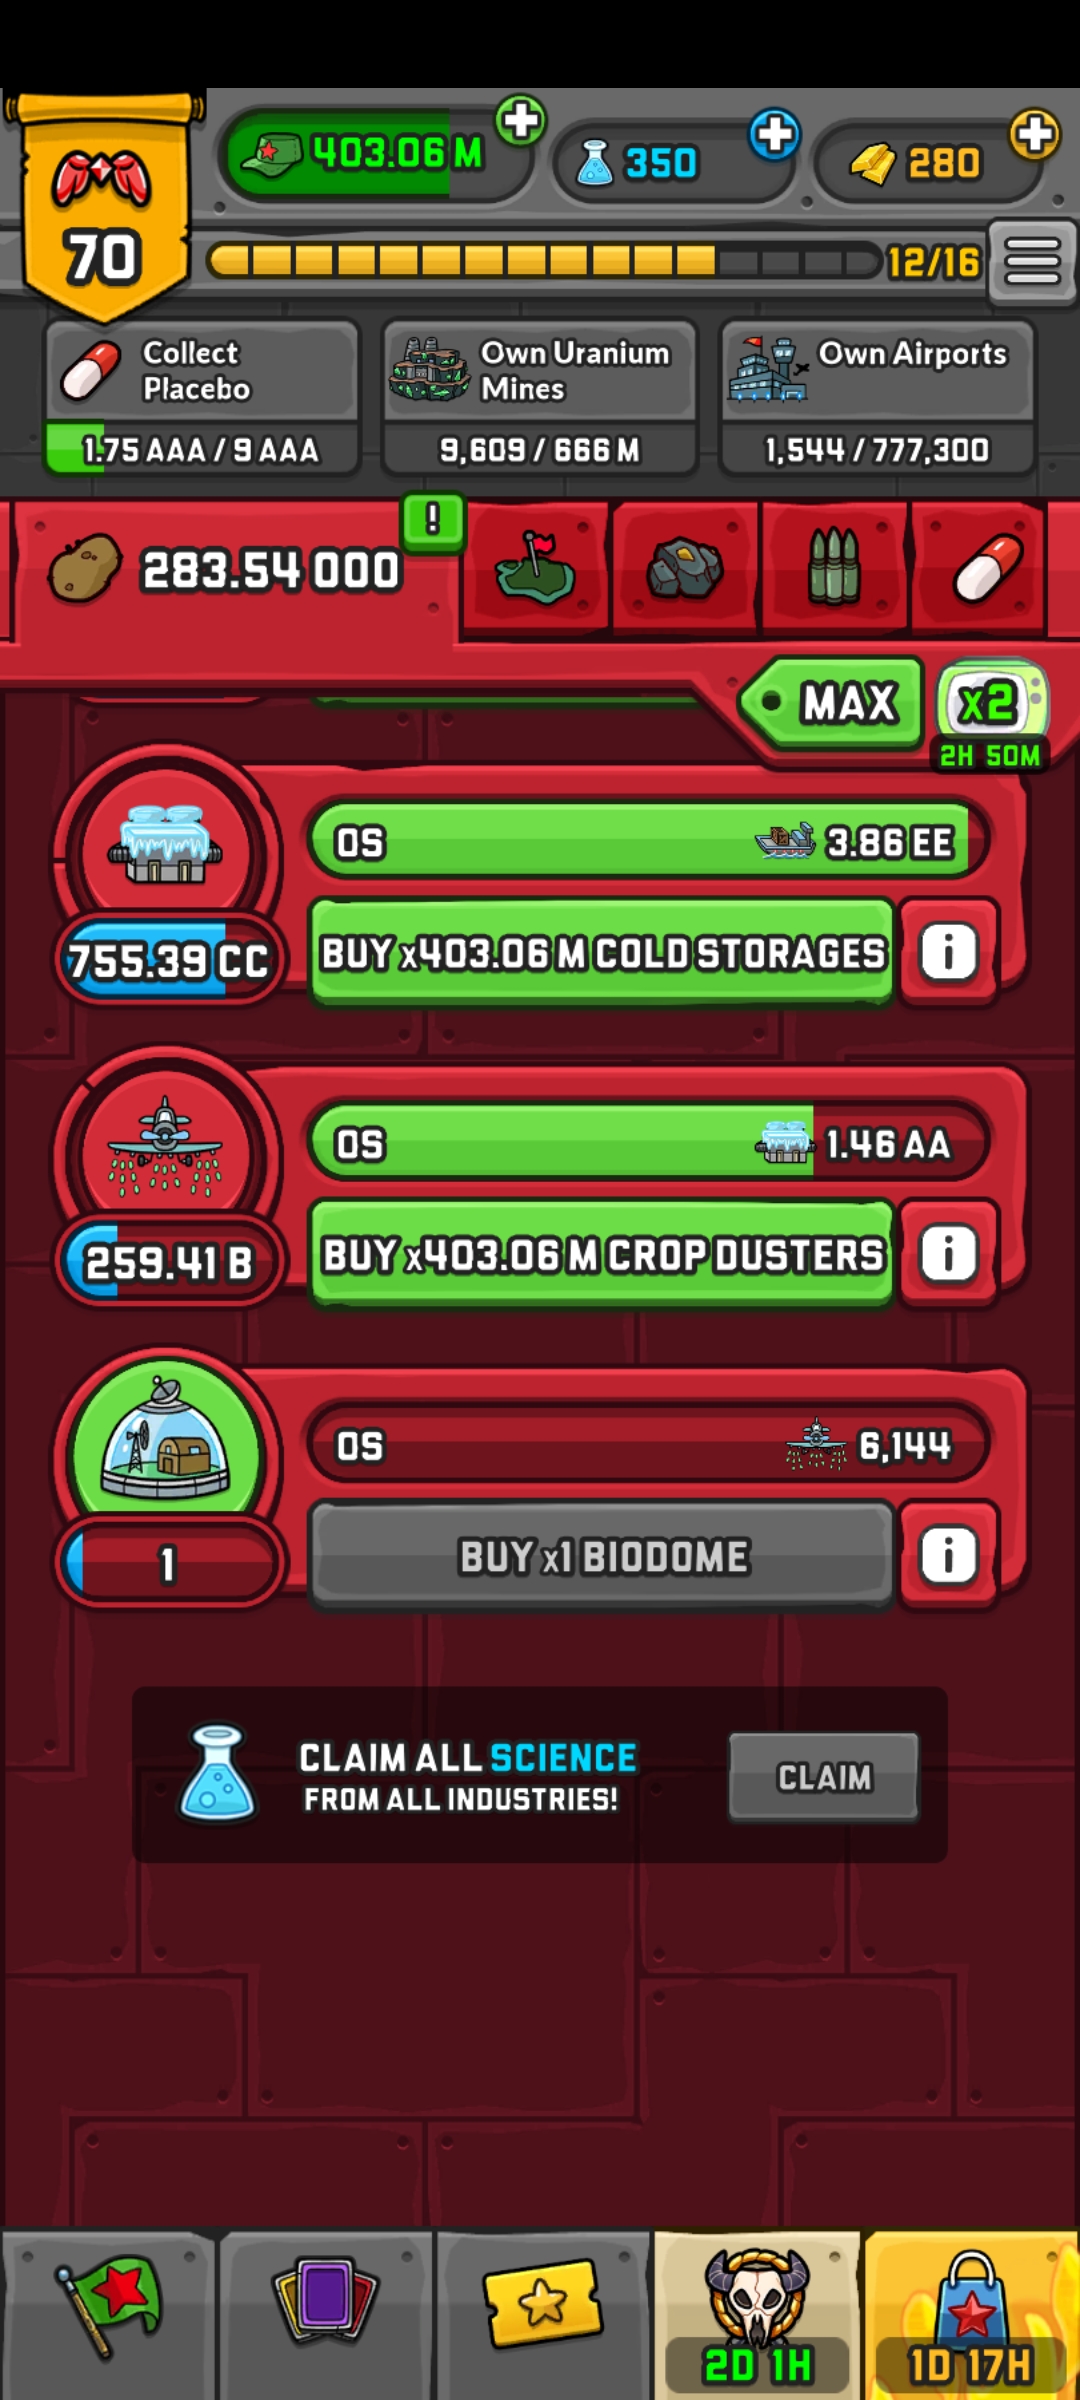 403.06 M
350
280
70
12/16
Collect
Placebo
Own Uranium
Mines
Own Airports
1.75 AAA / 9 AAA
9,609 / 666 M
1,544 / 777,300
!
283.54 OOO
MAX
x2
2H 50M
0S
3.86 EE
755.39 CC
BUY x403.06 M COLD STORAGES
i
0S
1.46 AA
259.41 B
BUY x403.06 M CROP DUSTERS
i
0S
6,144
1
BUY x1 BIODOME
i
CLAIM ALL SCIENCE
FROM ALL INDUSTRIES!
CLAIM
2D 1H
1D 17H